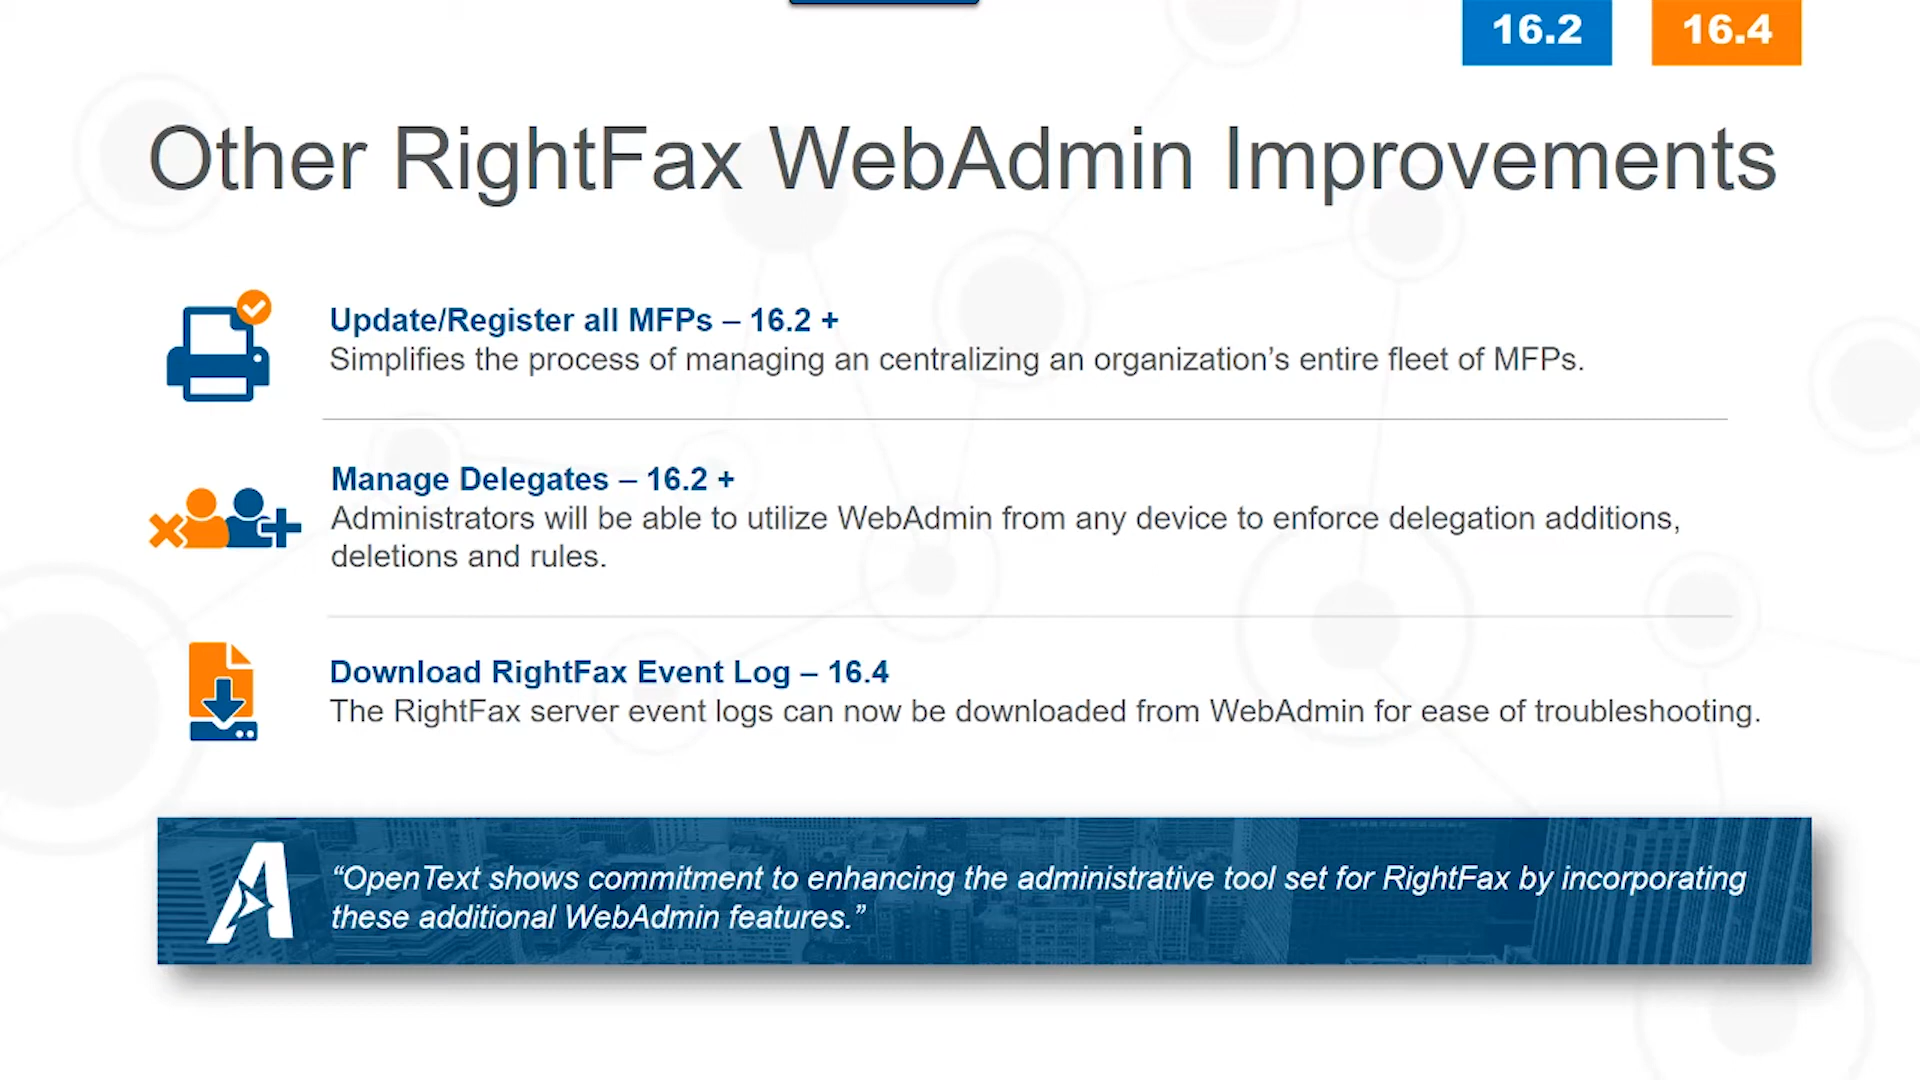 16.2 16.4
Other RightFax WebAdmin Improvements
Update/Register all MFPs – 16.2 +
Simplifies the process of managing an centralizing an organization’s entire fleet of MFPs.
Manage Delegates – 16.2 +
Administrators will be able to utilize WebAdmin from any device to enforce delegation additions,
deletions and rules.
Download RightFax Event Log – 16.4
The RightFax server event logs can now be downloaded from WebAdmin for ease of troubleshooting.
“OpenText shows commitment to enhancing the administrative tool set for RightFax by incorporating
these additional WebAdmin features.”